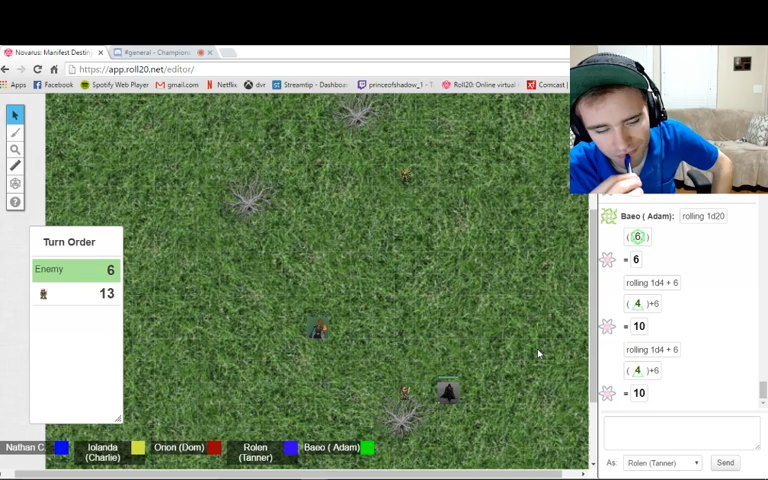 Novarus: Manifest Destin
#general - Champion
https://app.roll20.net/editor/
Apps
Facebook
Spotify Web Player
gmail.com
Netflix
dvr
Streamtip - Dashboa
princeofshadow_1 - T
Roll20: Online virtual
Comcast
Turn Order
Enemy 6
13
Baeo ( Adam): rolling 1d20
( 6 )
= 6
rolling 1d4 + 6
( 4 )+6
= 10
rolling 1d4 + 6
( 4 )+6
= 10
Nathan C.
Iolanda
(Charlie)
Orion (Dom)
Rolen
(Tanner)
Baeo ( Adam)
As: Rolen (Tanner) Send